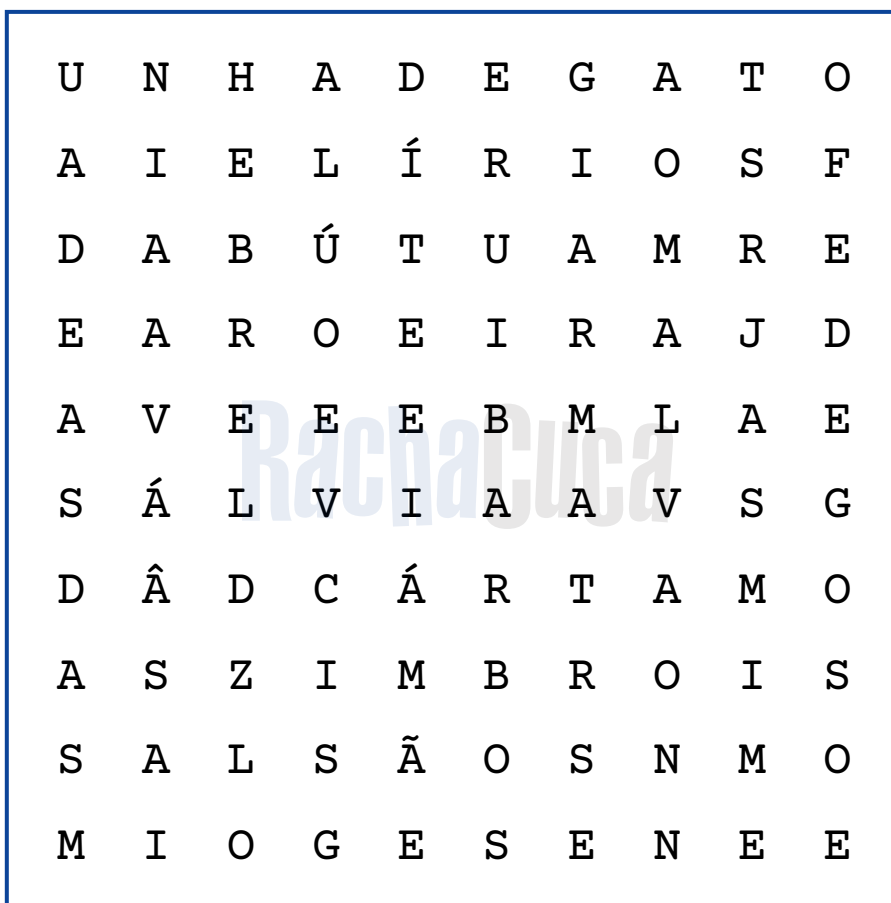 U N H A D E G A T O
A I E L Í R I O S F
D A B Ú T U A M R E
E A R O E I R A J D
A V E E E B M L A E
S Á L V I A A V S G
D Â D C Á R T A M O
A S Z I M B R O I S
S A L S Ã O S N M O
M I O G E S E N E E
RachaCuca